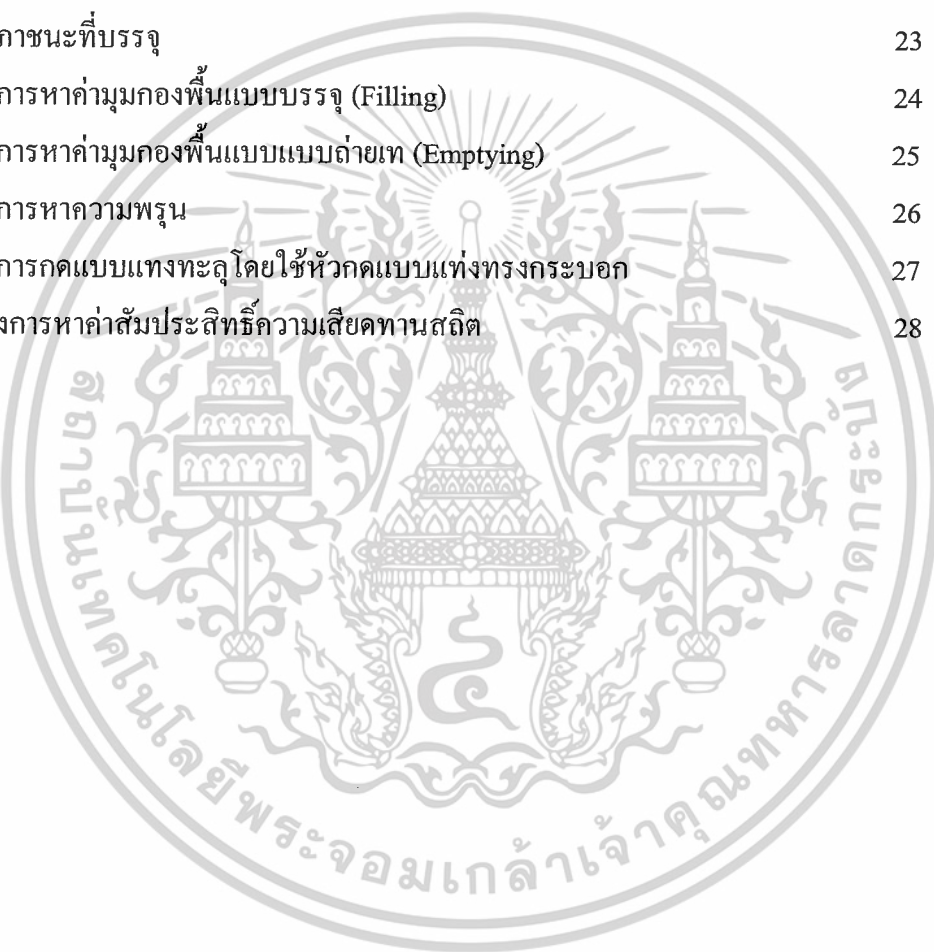 ภาชนะที่บรรจุ 23
การหาค่ามุมกองพื้นแบบบรรจุ (Filling) 24
การหาค่ามุมกองพื้นแบบแบบถ่ายเท (Emptying) 25
การหาความพรุน 26
การกดแบบแทงทะลุโดยใช้หัวกดแบบแท่งทรงกระบอก 27
งการหาค่าสัมประสิทธิ์ความเสียดทานสถิต 28
สถาบันเทคโนโลยีพระจอมเกล้าเจ้าคุณทหารลาดกระบัง
๔